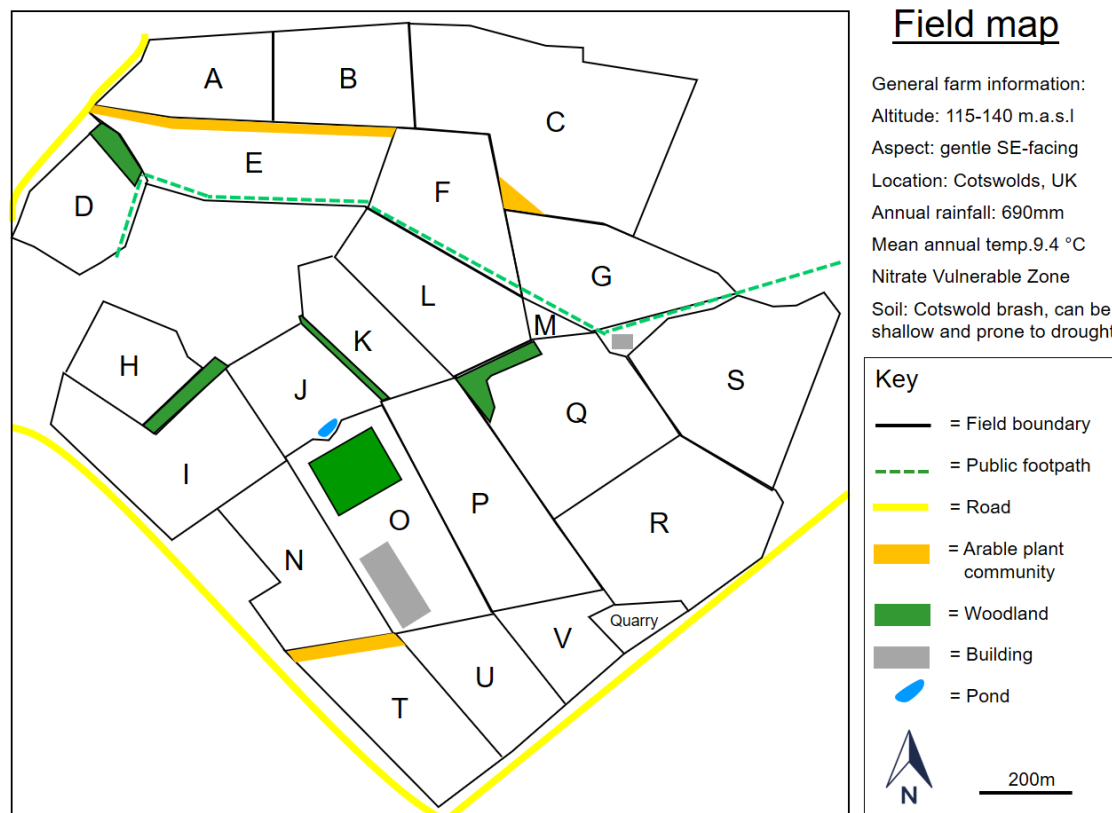 Field map
General farm information:
Altitude: 115-140 m.a.s.l
Aspect: gentle SE-facing
Location: Cotswolds, UK
Annual rainfall: 690mm
Mean annual temp.9.4 °C
Nitrate Vulnerable Zone
Soil: Cotswold brash, can be
shallow and prone to drought
Key
= Field boundary
= Public footpath
= Road
= Arable plant
community
= Woodland
= Building
= Pond
N
200m
A
B
C
E
F
D
G
L
M
K
H
J
S
Q
I
P
O
R
N
Quarry
V
U
T